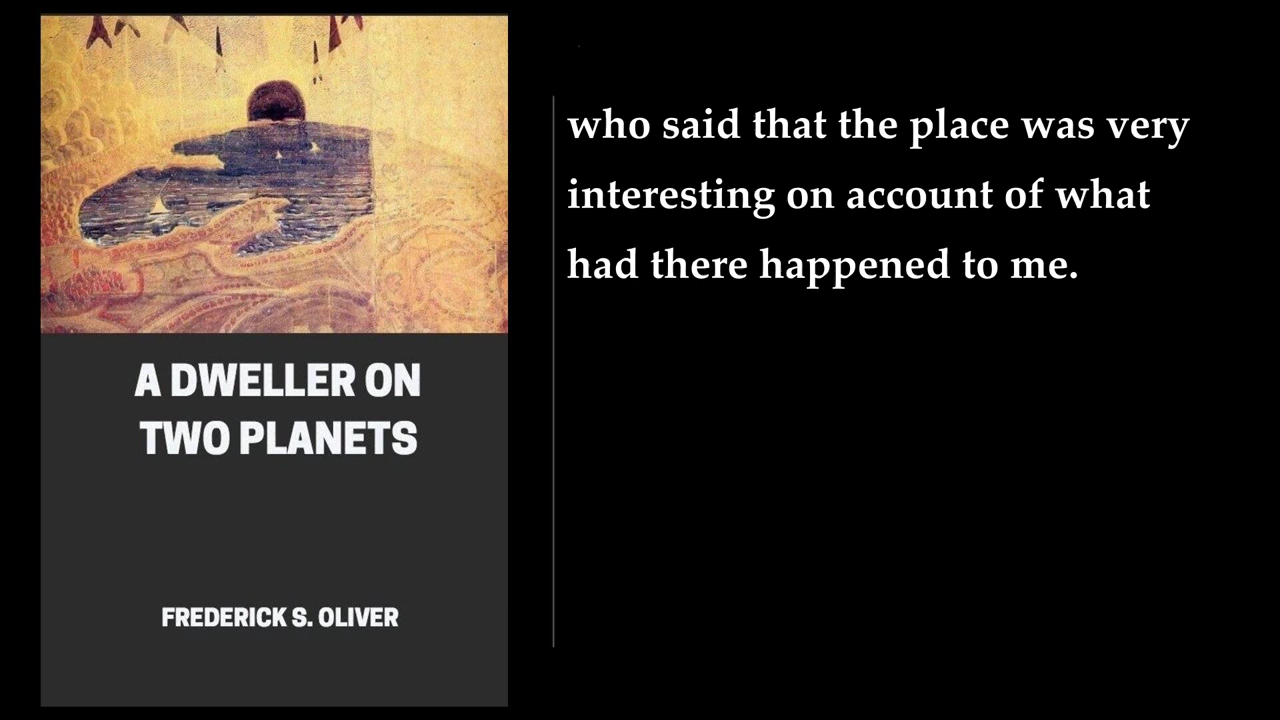 A DWELLER ON
TWO PLANETS
FREDERICK S. OLIVER
who said that the place was very
interesting on account of what
had there happened to me.